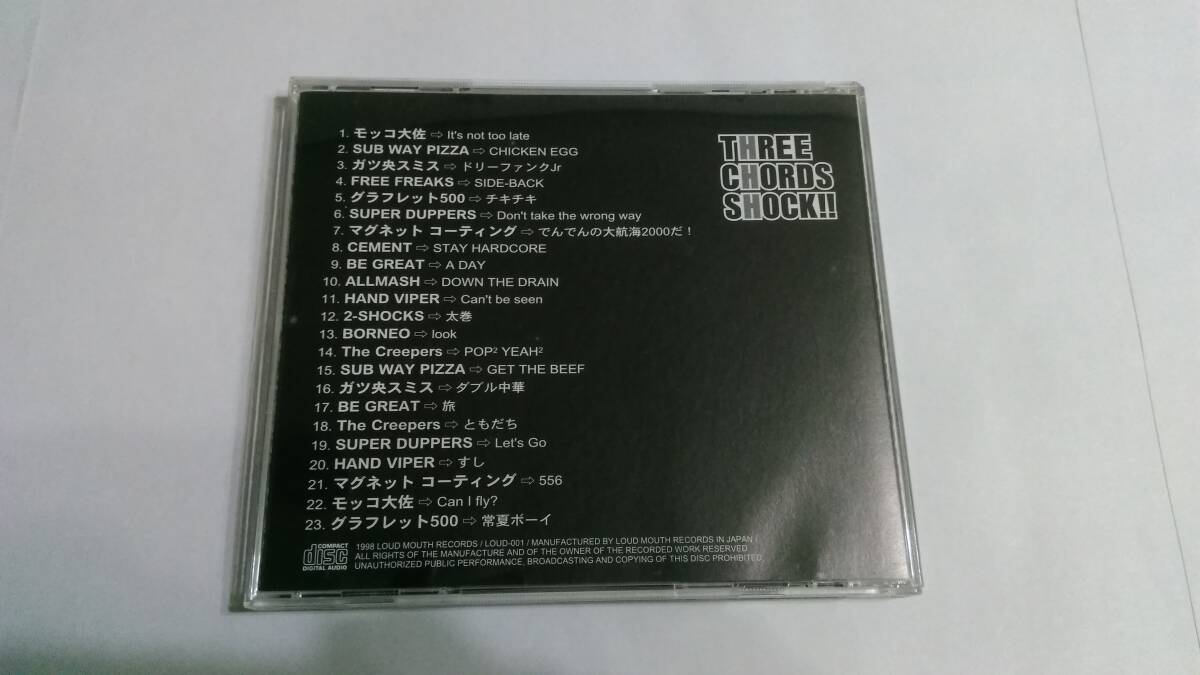 1. モッコ大佐 ⇨ It's not too late
2. SUB WAY PIZZA ⇨ CHICKEN EGG
3. ガツ央スミス ⇨ ドリーファンクJr
4. FREE FREAKS ⇨ SIDE-BACK
5. グラフレット500 ⇨ チキチキ
6. SUPER DUPPERS ⇨ Don't take the wrong way
7. マグネット コーティング ⇨ でんでんの大航海2000だ!
8. CEMENT ⇨ STAY HARDCORE
9. BE GREAT ⇨ A DAY
10. ALLMASH ⇨ DOWN THE DRAIN
11. HAND VIPER ⇨ Can't be seen
12. 2-SHOCKS ⇨ 太巻
13. BORNEO ⇨ look
14. The Creepers ⇨ POP² YEAH²
15. SUB WAY PIZZA ⇨ GET THE BEEF
16. ガツ央スミス ⇨ ダブル中華
17. BE GREAT ⇨ 旅
18. The Creepers ⇨ ともだち
19. SUPER DUPPERS ⇨ Let's Go
20. HAND VIPER ⇨ すし
21. マグネット コーティング ⇨ 556
22. モッコ大佐 ⇨ Can I fly?
23. グラフレット500 ⇨ 常夏ボーイ
THREE
CHORDS
SHOCK!!
COMPACT
disc
DIGITAL AUDIO
1998 LOUD MOUTH RECORDS / LOUD-001 / MANUFACTURED BY LOUD MOUTH RECORDS IN JAPAN /
ALL RIGHTS OF THE MANUFACTURE AND OF THE OWNER OF THE RECORDED WORK RESERVED
UNAUTHORIZED PUBLIC PERFORMANCE, BROADCASTING AND COPYING OF THIS DISC PROHIBITED.